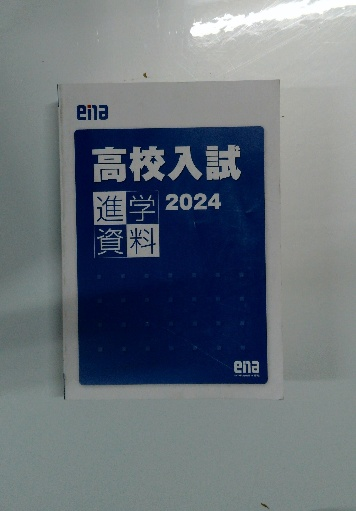 ena
高校入試
進学 2024
資料
ena